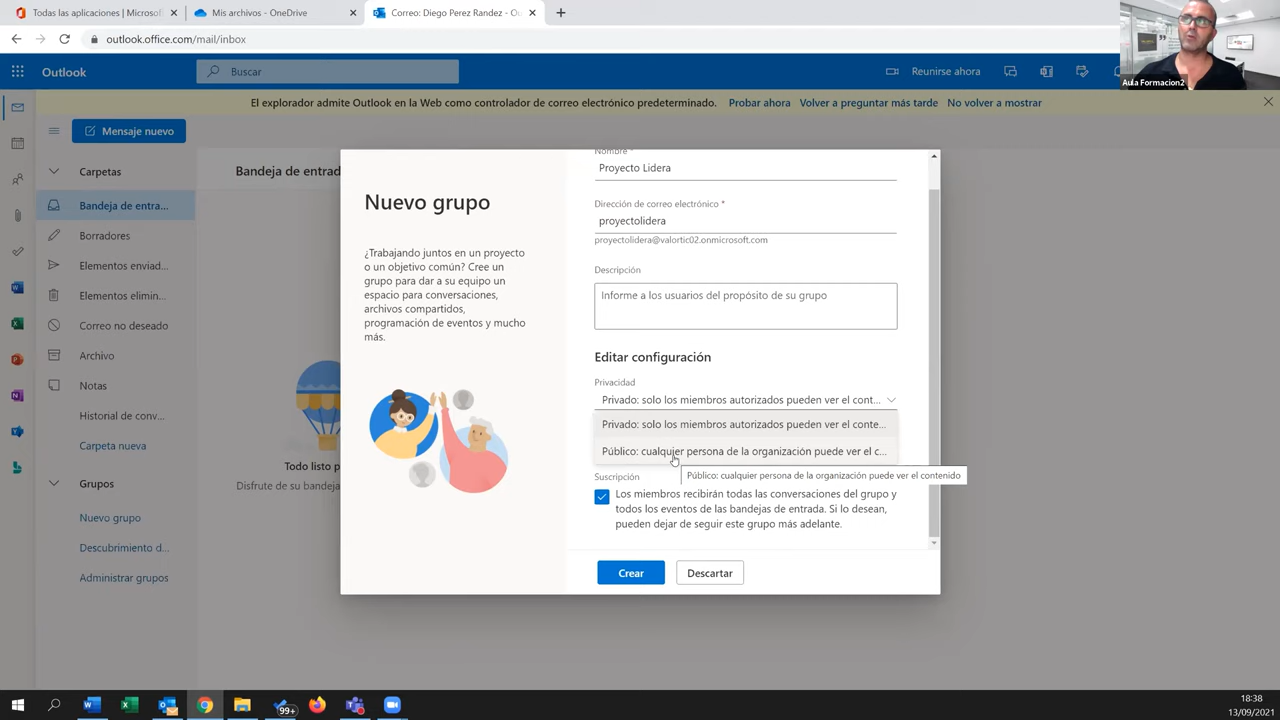 Todas las aplicaciones | Microsoft
Mis archivos - OneDrive
Correo: Diego Perez Randez - Ou
outlook.office.com/mail/inbox
Outlook
Buscar
Reunirse ahora
Aula Formacion2
El explorador admite Outlook en la Web como controlador de correo electrónico predeterminado.
Probar ahora
Volver a preguntar más tarde
No volver a mostrar
Mensaje nuevo
Carpetas
Bandeja de entra...
Borradores
Elementos enviad...
Elementos elimin...
Correo no deseado
Archivo
Notas
Historial de conv...
Carpeta nueva
Grupos
Nuevo grupo
Descubrimiento d...
Administrar grupos
Bandeja de entrad
Todo listo p
Disfrute de su bandeja
Nuevo grupo
¿Trabajando juntos en un proyecto
o un objetivo común? Cree un
grupo para dar a su equipo un
espacio para conversaciones,
archivos compartidos,
programación de eventos y mucho
más.
Nombre *
Proyecto Lidera
Dirección de correo electrónico *
proyectolidera
proyectolidera@valortic02.onmicrosoft.com
Descripción
Informe a los usuarios del propósito de su grupo
Editar configuración
Privacidad
Privado: solo los miembros autorizados pueden ver el cont...
Privado: solo los miembros autorizados pueden ver el conte...
Público: cualquier persona de la organización puede ver el c...
Público: cualquier persona de la organización puede ver el contenido
Suscripción
Los miembros recibirán todas las conversaciones del grupo y
todos los eventos de las bandejas de entrada. Si lo desean,
pueden dejar de seguir este grupo más adelante.
Crear
Descartar
99+
18:38
13/09/2021